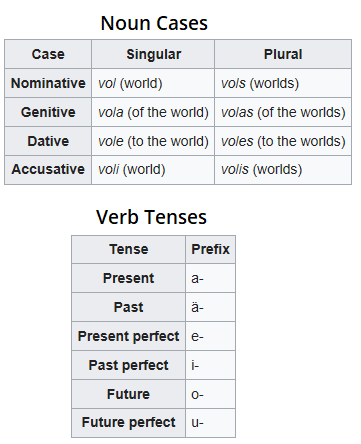 Noun Cases
Case Singular Plural
Nominative vol (world) vols (worlds)
Genitive vola (of the world) volas (of the worlds)
Dative vole (to the world) voles (to the worlds)
Accusative voli (world) volis (worlds)
Verb Tenses
Tense Prefix
Present a-
Past ä-
Present perfect e-
Past perfect i-
Future o-
Future perfect u-